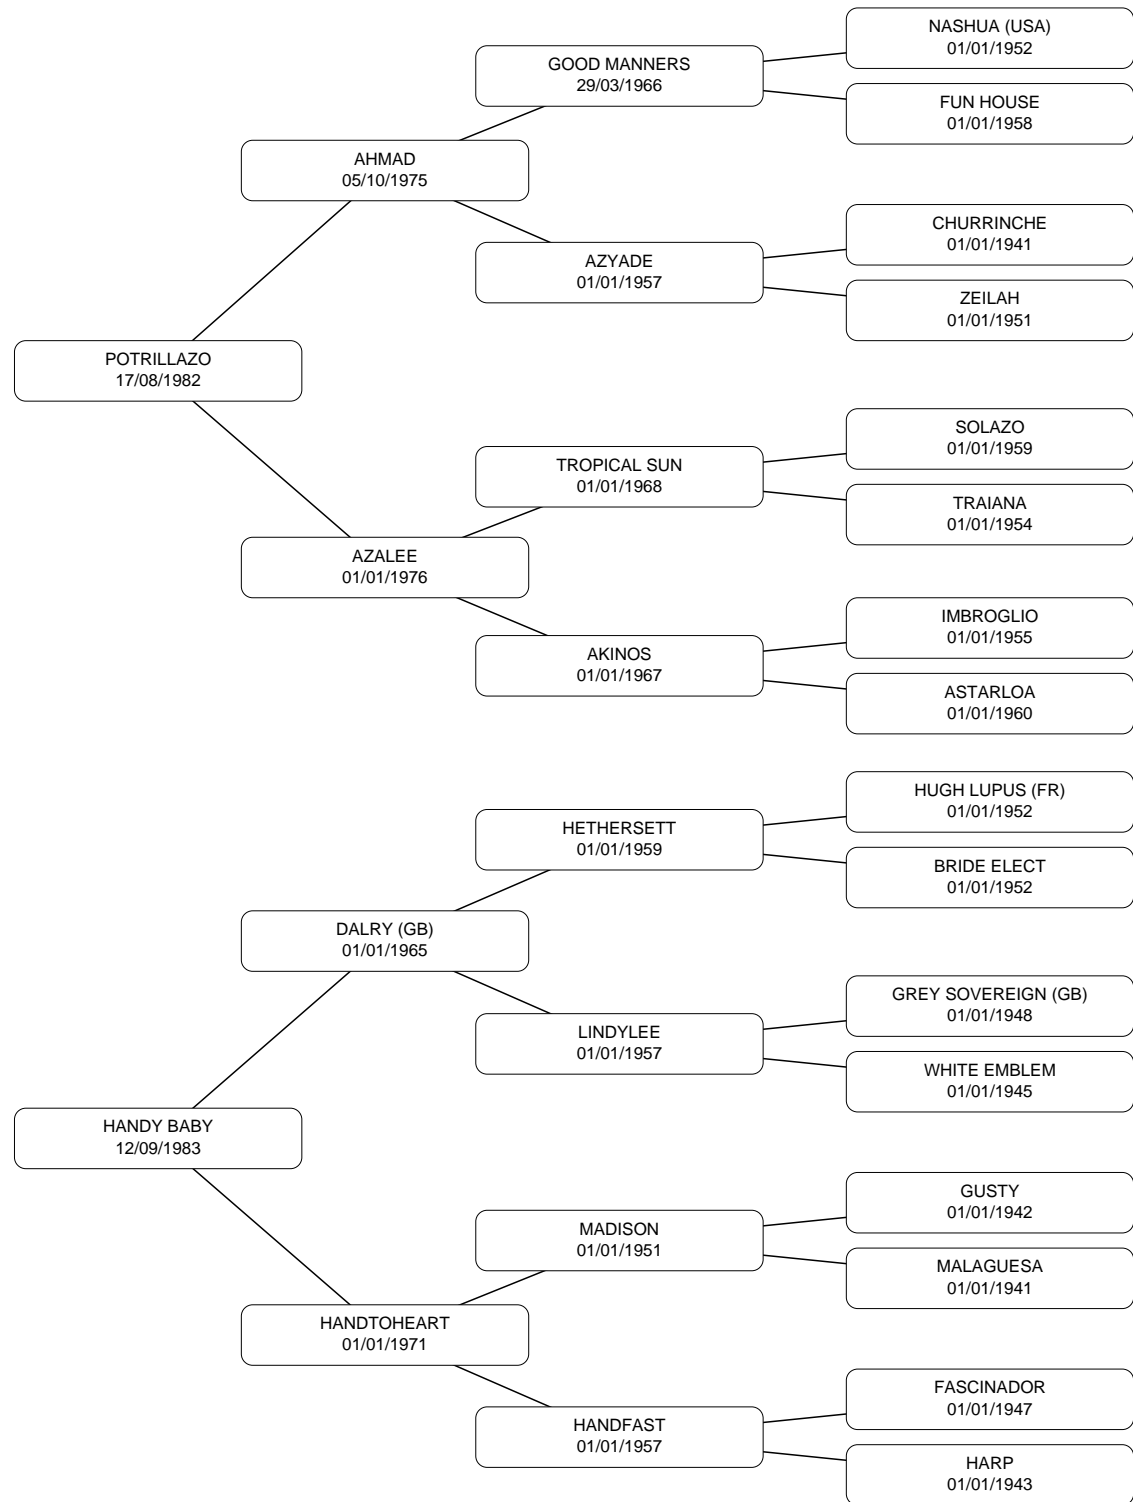 NASHUA (USA)
01/01/1952
GOOD MANNERS
29/03/1966
FUN HOUSE
01/01/1958
AHMAD
05/10/1975
CHURRINCHE
01/01/1941
AZYADE
01/01/1957
ZEILAH
01/01/1951
POTRILLAZO
17/08/1982
SOLAZO
01/01/1959
TROPICAL SUN
01/01/1968
TRAIANA
01/01/1954
AZALEE
01/01/1976
IMBROGLIO
01/01/1955
AKINOS
01/01/1967
ASTARLOA
01/01/1960
HUGH LUPUS (FR)
01/01/1952
HETHERSETT
01/01/1959
BRIDE ELECT
01/01/1952
DALRY (GB)
01/01/1965
GREY SOVEREIGN (GB)
01/01/1948
LINDYLEE
01/01/1957
WHITE EMBLEM
01/01/1945
HANDY BABY
12/09/1983
GUSTY
01/01/1942
MADISON
01/01/1951
MALAGUESA
01/01/1941
HANDTOHEART
01/01/1971
FASCINADOR
01/01/1947
HANDFAST
01/01/1957
HARP
01/01/1943